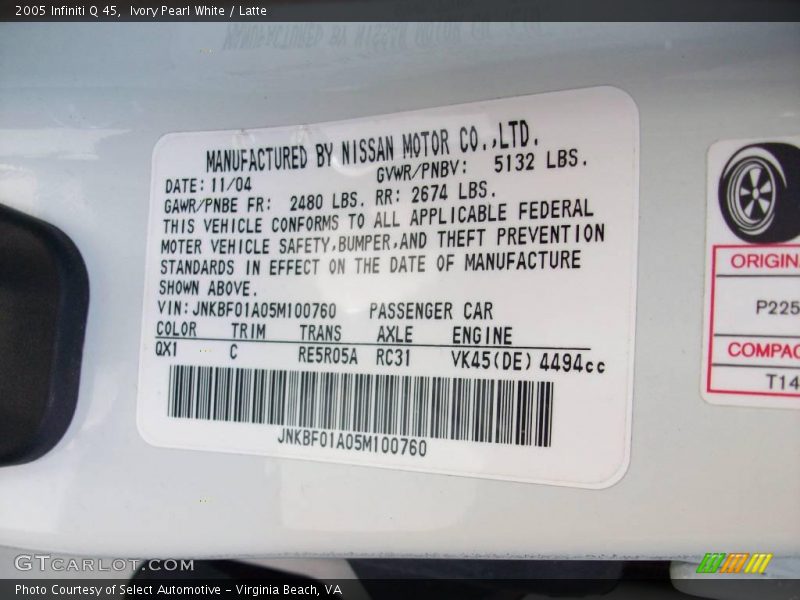 2005 Infiniti Q 45,  Ivory Pearl White / Latte
MANUFACTURED BY NISSAN MOTOR CO.,LTD.
DATE: 11/04 GVWR/PNBV: 5132 LBS.
GAWR/PNBE FR: 2480 LBS. RR: 2674 LBS.
THIS VEHICLE CONFORMS TO ALL APPLICABLE FEDERAL
MOTER VEHICLE SAFETY,BUMPER,AND THEFT PREVENTION
STANDARDS IN EFFECT ON THE DATE OF MANUFACTURE
SHOWN ABOVE.
VIN: JNKBF01A05M100760 PASSENGER CAR
COLOR TRIM TRANS AXLE ENGINE
QX1 C RE5R05A RC31 VK45(DE) 4494cc
JNKBF01A05M100760
ORIGINA
P225
COMPAC
T14
GTcarlot.com
Photo Courtesy of Select Automotive - Virginia Beach, VA